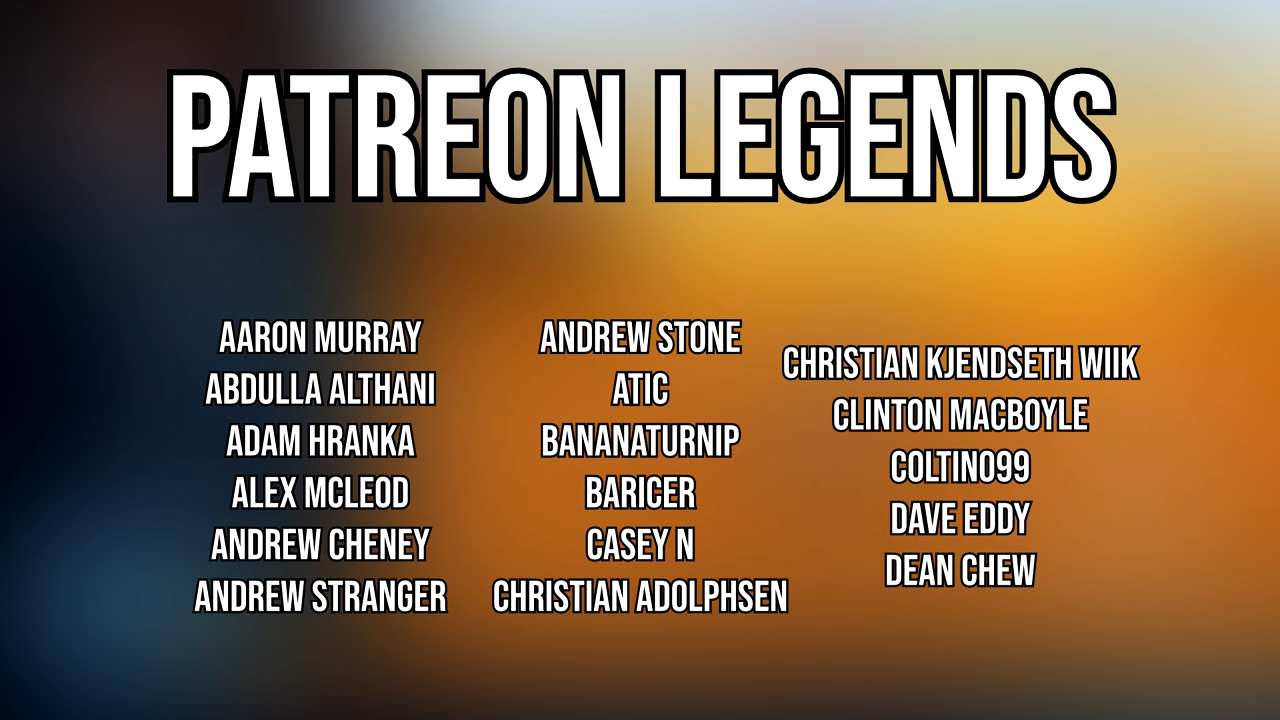 PATREON LEGENDS
AARON MURRAY
ABDULLA ALTHANI
ADAM HRANKA
ALEX MCLEOD
ANDREW CHENEY
ANDREW STRANGER
ANDREW STONE
ATIC
BANANATURNIP
BARICER
CASEY N
CHRISTIAN ADOLPHSEN
CHRISTIAN KJENDSETH WIIK
CLINTON MACBOYLE
COLTINO99
DAVE EDDY
DEAN CHEW